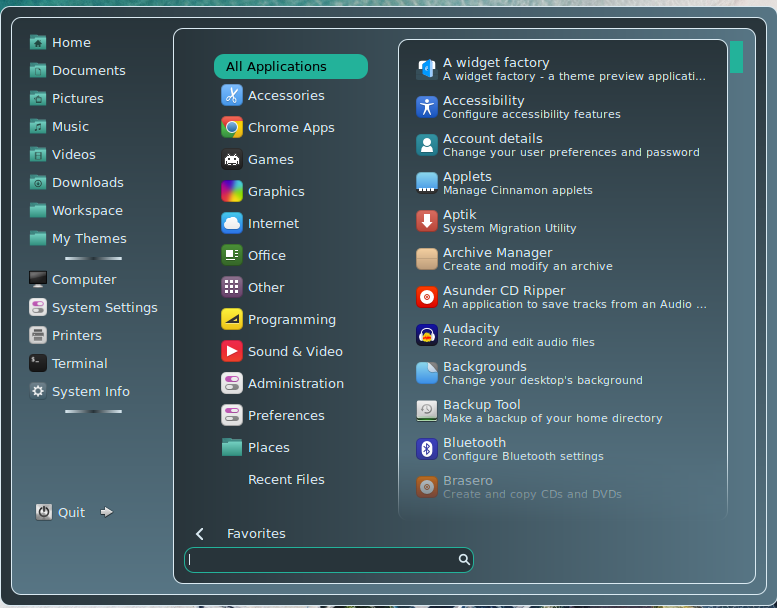 Home
Documents
Pictures
Music
Videos
Downloads
Workspace
My Themes
Computer
System Settings
Printers
Terminal
System Info
Quit
All Applications
Accessories
Chrome Apps
Games
Graphics
Internet
Office
Other
Programming
Sound & Video
Administration
Preferences
Places
Recent Files
Favorites
A widget factory
A widget factory - a theme preview applicati...
Accessibility
Configure accessibility features
Account details
Change your user preferences and password
Applets
Manage Cinnamon applets
Aptik
System Migration Utility
Archive Manager
Create and modify an archive
Asunder CD Ripper
An application to save tracks from an Audio ...
Audacity
Record and edit audio files
Backgrounds
Change your desktop's background
Backup Tool
Make a backup of your home directory
Bluetooth
Configure Bluetooth settings
Brasero
Create and copy CDs and DVDs